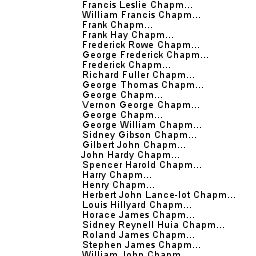 Francis Leslie Chapm...
William Francis Chapm...
Frank Chapm...
Frank Hay Chapm...
Frederick Rowe Chapm...
George Frederick Chapm...
Frederick Chapm...
Richard Fuller Chapm...
George Thomas Chapm...
George Chapm...
Vernon George Chapm...
George Chapm...
George William Chapm...
Sidney Gibson Chapm...
Gilbert John Chapm...
John Hardy Chapm...
Spencer Harold Chapm...
Harry Chapm...
Henry Chapm...
Herbert John Lance-lot Chapm...
Louis Hillyard Chapm...
Horace James Chapm...
Sidney Reynell Huia Chapm...
Roland James Chapm...
Stephen James Chapm...
William John Chapm